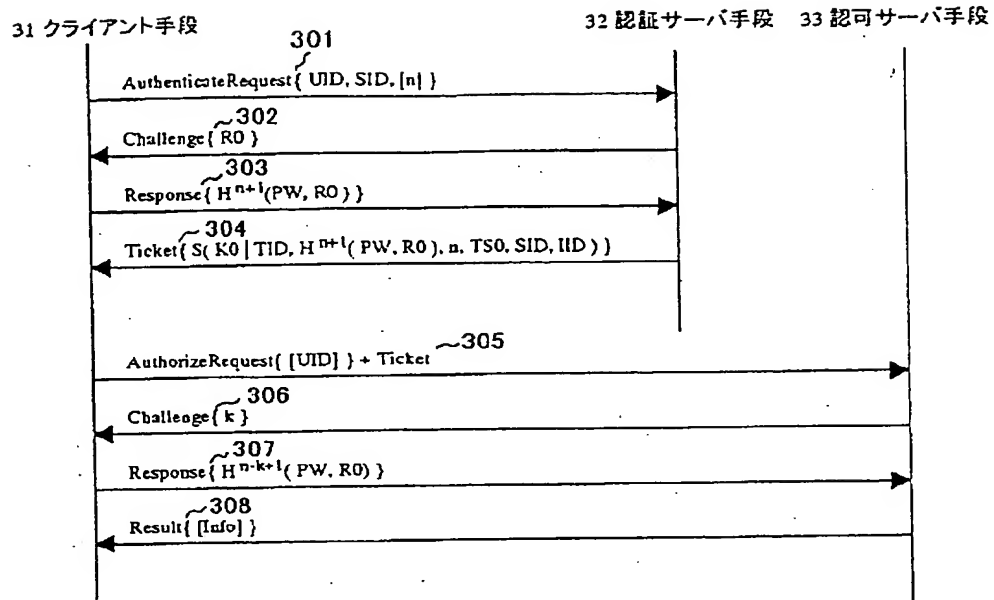 31 クライアント手段
32 認証サーバ手段
33 認可サーバ手段
301
AuthenticateRequest{ UID, SID, [n] }
302
Challenge{ R0 }
303
Response{ H^n+1(PW, R0) }
304
Ticket{ S( K0 | TID, H^n+1( PW, R0 ), n, TS0, SID, IID ) }
305
AuthorizeRequest{ [UID] } + Ticket
306
Challenge{ k }
307
Response{ H^n-k+1( PW, R0) }
308
Result{ [Info] }